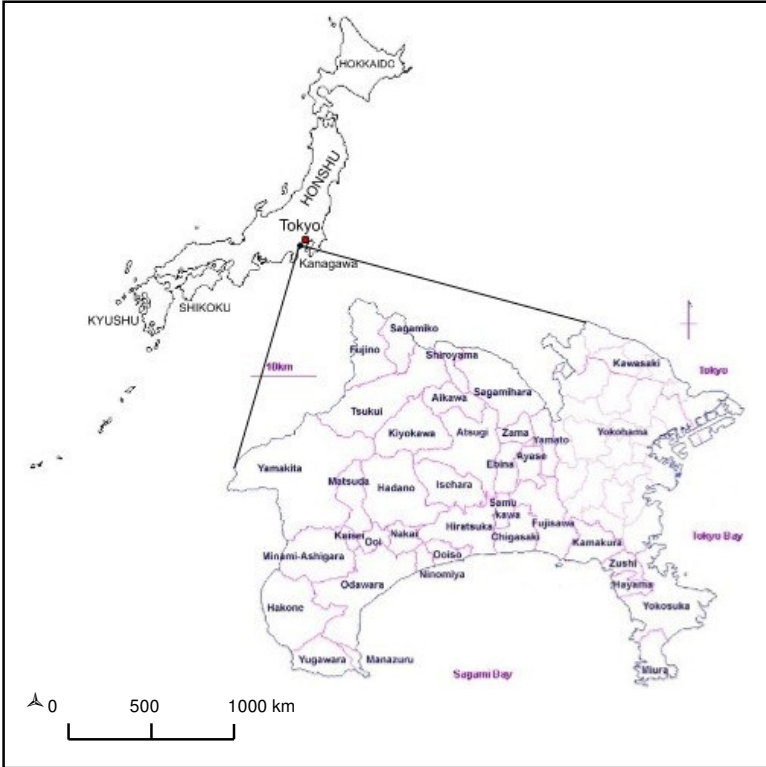 HOKKAIDO
HONSHU
Tokyo
Kanagawa
SHIKOKU
KYUSHU
10km
Sagamiko
Fujino
Shiroyama
Kawasaki
Tokyo
Aikawa
Sagamihara
Tsukui
Kiyokawa
Atsugi
Zama
Yamato
Yokohama
Ebina
Ayase
Yamakita
Matsuda
Hadano
Isehara
Samu
kawa
Hiratsuka
Fujisawa
Kaisei
Ooi
Nakai
Chigasaki
Kamakura
Tokyo Bay
Minami-Ashigara
Ooiso
Zushi
Odawara
Ninomiya
Hayama
Hakone
Yokosuka
Yugawara
Manazuru
Sagami Bay
Miura
0 500 1000 km